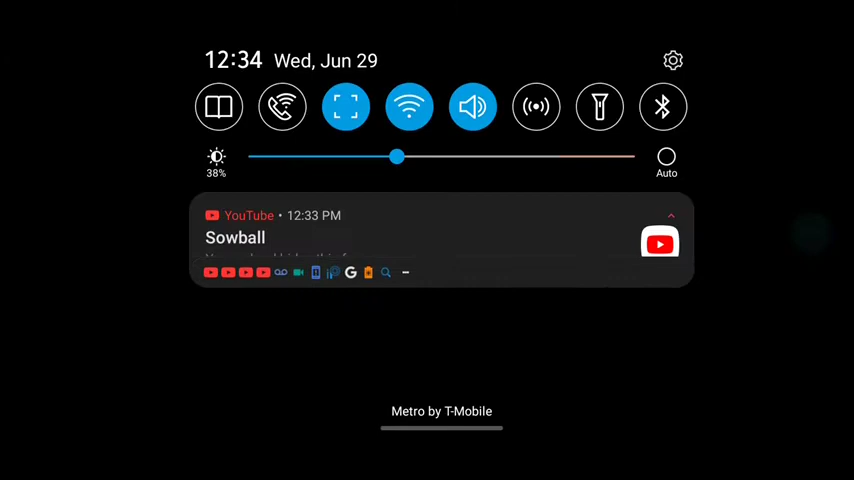 12:34 Wed, Jun 29
38%
Auto
YouTube • 12:33 PM
Sowball
Metro by T-Mobile